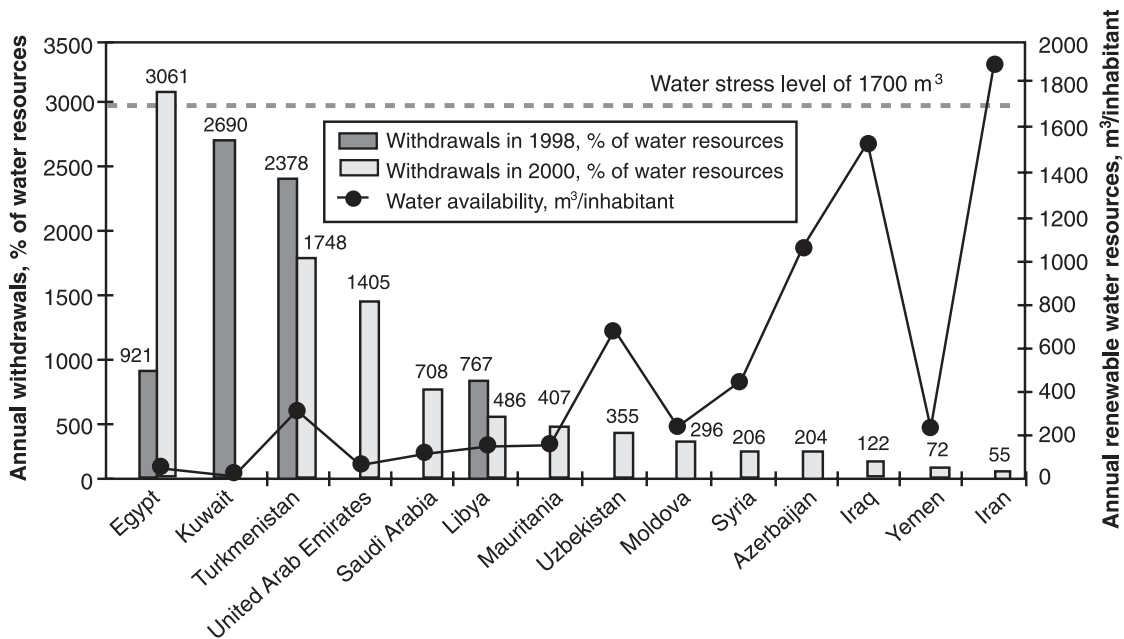 Annual withdrawals, % of water resources
3500
3000
2500
2000
1500
1000
500
0
3061
2690
2378
1748
1405
921
708
767
486
407
355
296
206
204
122
72
55
Water stress level of 1700 m³
Withdrawals in 1998, % of water resources
Withdrawals in 2000, % of water resources
Water availability, m³/inhabitant
2000
1800
1600
1400
1200
1000
800
600
400
200
0
Annual renewable water resources, m³/inhabitant
Egypt
Kuwait
Turkmenistan
United Arab Emirates
Saudi Arabia
Libya
Mauritania
Uzbekistan
Moldova
Syria
Azerbaijan
Iraq
Yemen
Iran